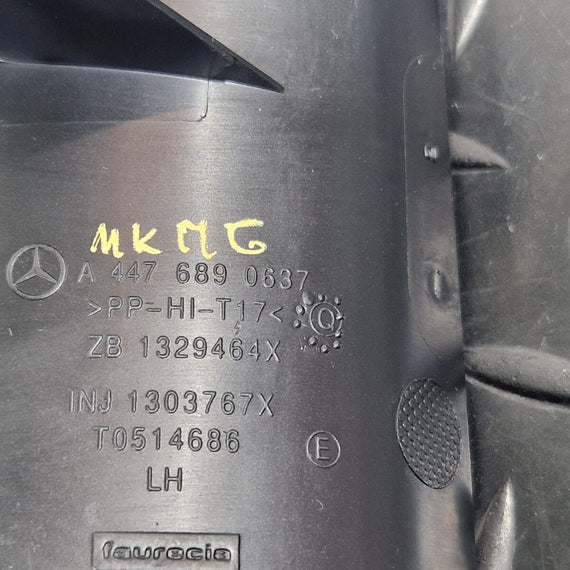 MKMG
A 447 689 0637
>PP-HI-T17< Q
ZB 1329464X
INJ 1303767X
T0514686 E
LH
faurecia